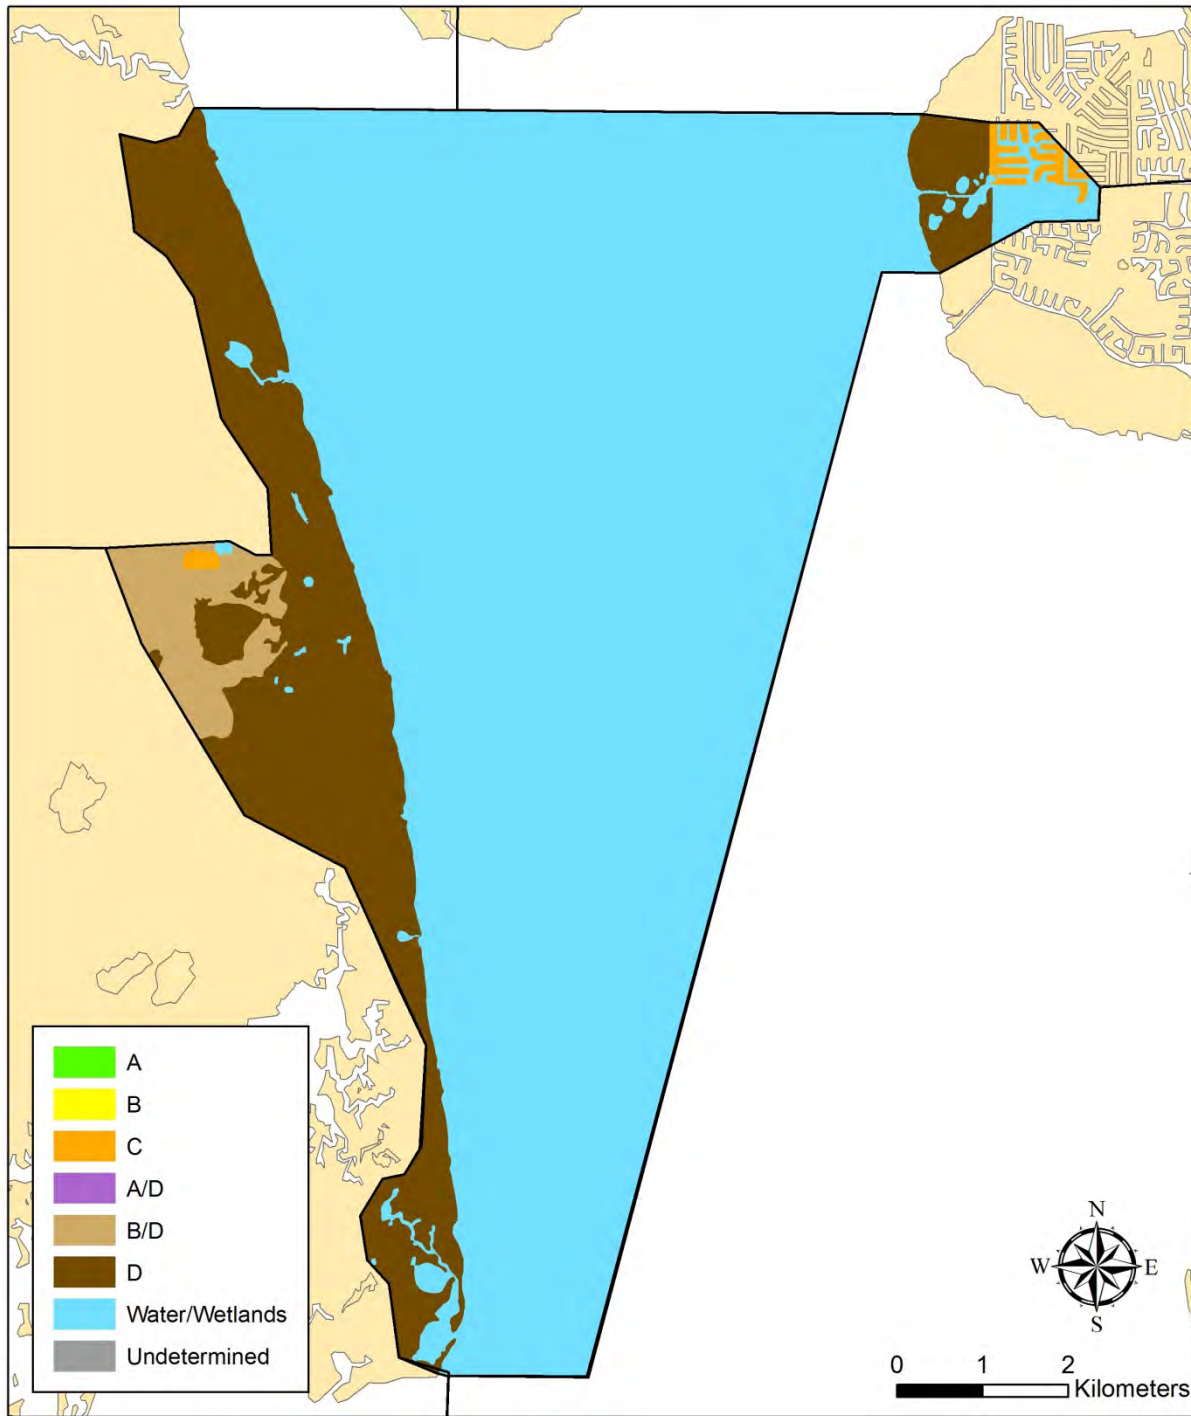 A
B
C
A/D
B/D
D
Water/Wetlands
Undetermined
N
W E
S
0 1 2
Kilometers